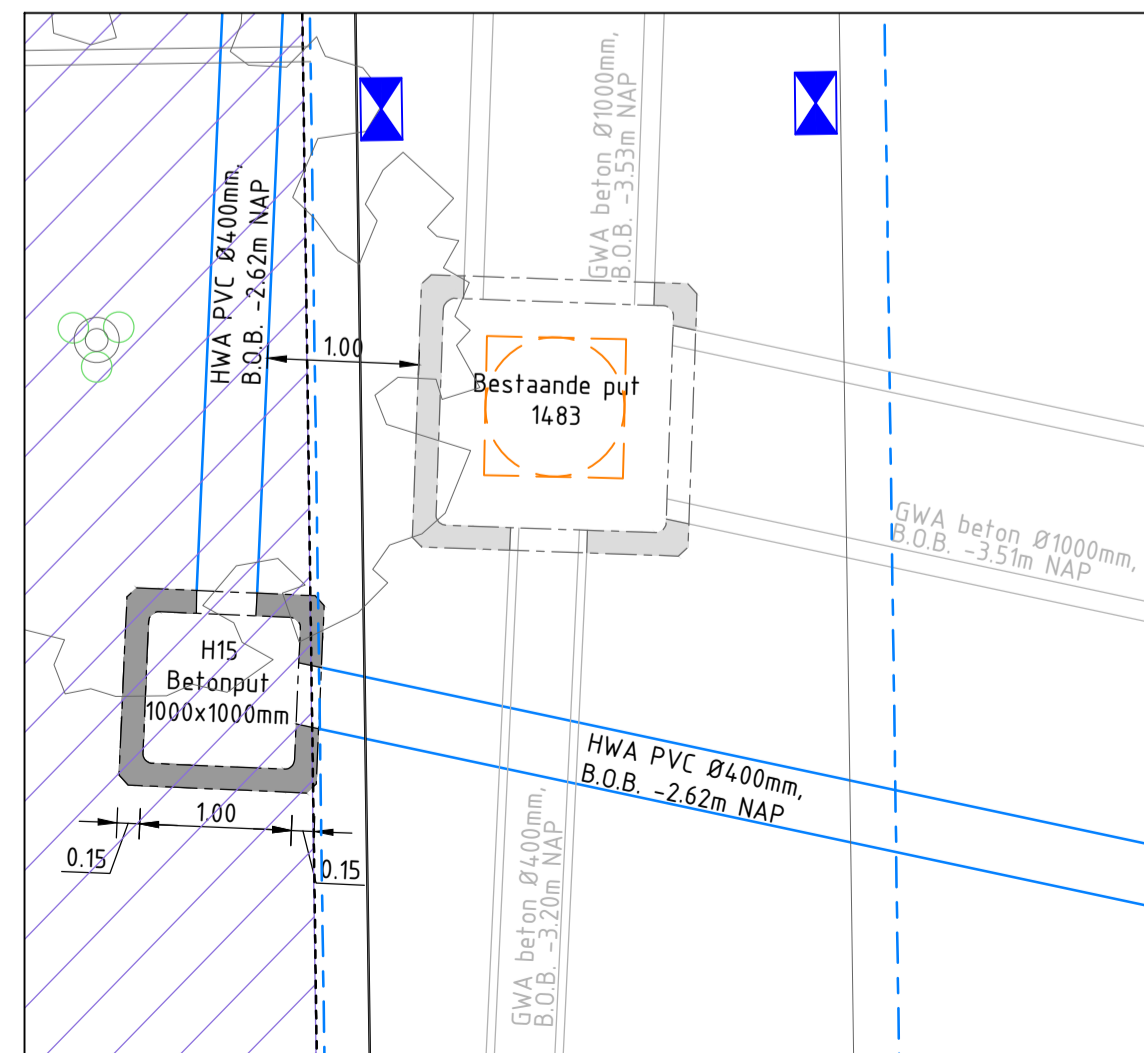 HWA PVC Ø400mm,
B.O.B. -2.62m NAP
GWA beton Ø1000mm,
B.O.B. -3.53m NAP
1.00
Bestaande put
1483
GWA beton Ø1000mm,
B.O.B. -3.51m NAP
H15
Betonput
1000x1000mm
HWA PVC Ø400mm,
B.O.B. -2.62m NAP
1.00
0.15
0.15
GWA beton Ø400mm,
B.O.B. -3.20m NAP